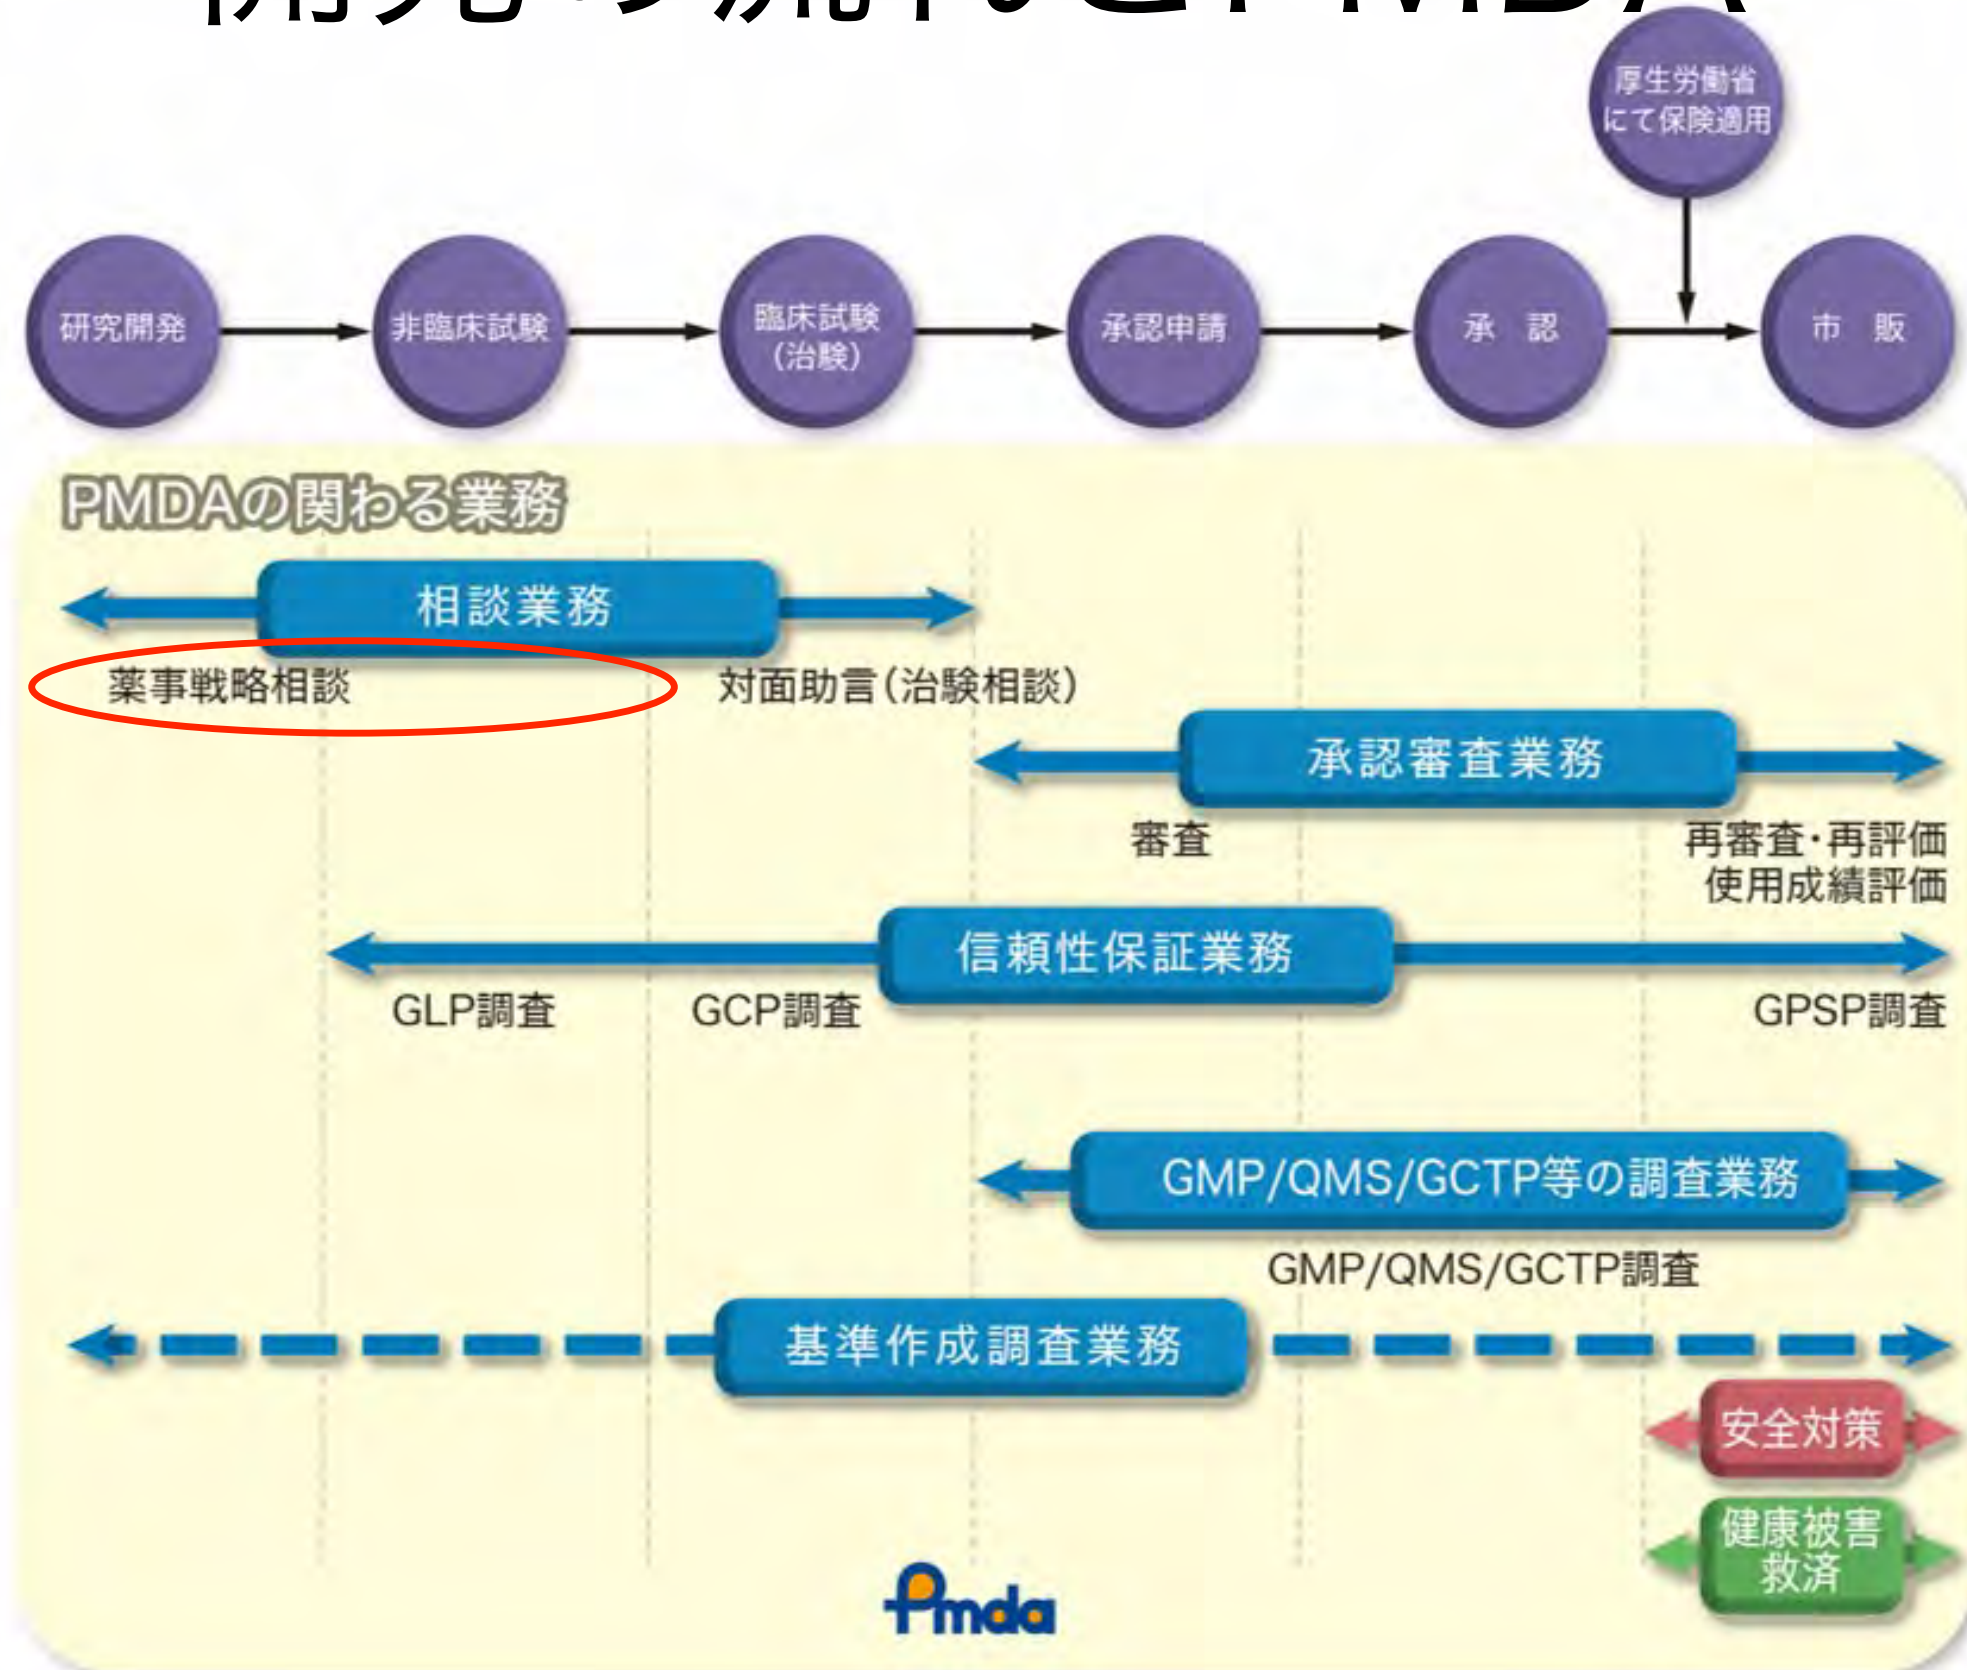 厚生労働省
にて保険適用
研究開発
非臨床試験
臨床試験
(治験)
承認申請
承 認
市 販
PMDAの関わる業務
相談業務
薬事戦略相談
対面助言(治験相談)
承認審査業務
審査
再審査・再評価
使用成績評価
信頼性保証業務
GLP調査
GCP調査
GPSP調査
GMP/QMS/GCTP等の調査業務
GMP/QMS/GCTP調査
基準作成調査業務
安全対策
健康被害
救済
Pmda